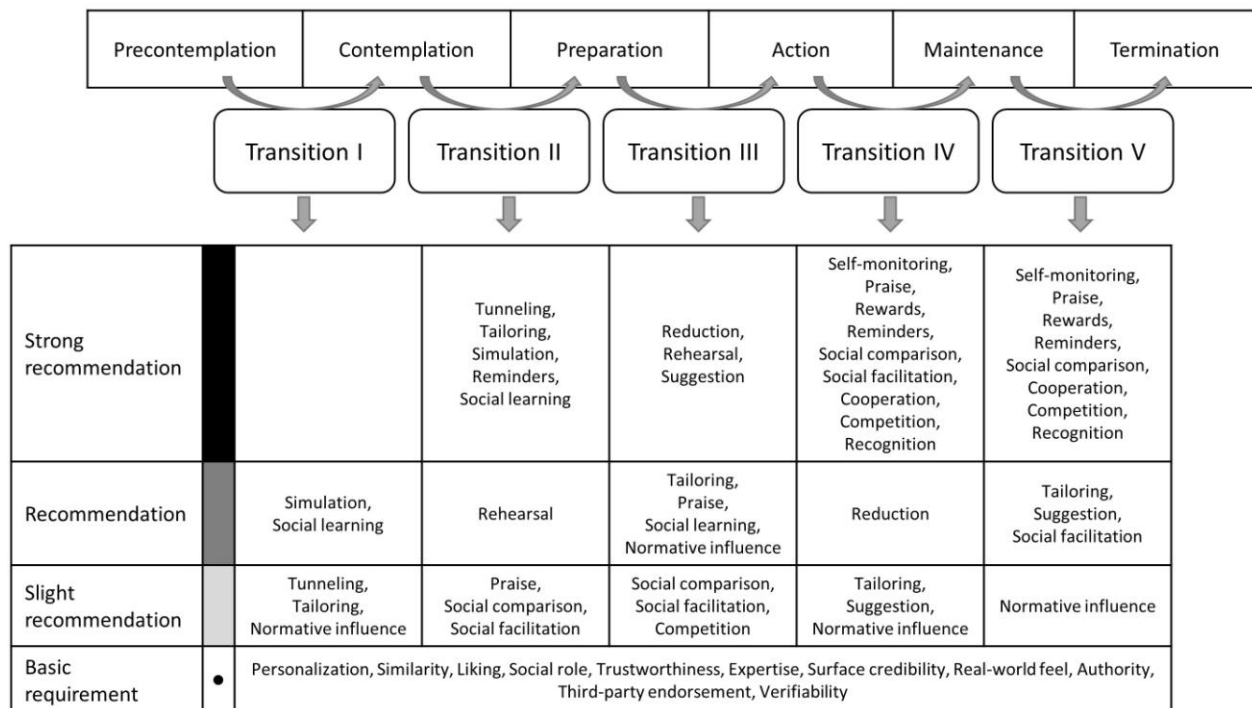 Precontemplation
Contemplation
Preparation
Action
Maintenance
Termination
Transition I
Transition II
Transition III
Transition IV
Transition V
Strong
recommendation
Tunneling,
Tailoring,
Simulation,
Reminders,
Social learning
Reduction,
Rehearsal,
Suggestion
Self-monitoring,
Praise,
Rewards,
Reminders,
Social comparison,
Social facilitation,
Cooperation,
Competition,
Recognition
Self-monitoring,
Praise,
Rewards,
Reminders,
Social comparison,
Cooperation,
Competition,
Recognition
Recommendation
Simulation,
Social learning
Rehearsal
Tailoring,
Praise,
Social learning,
Normative influence
Reduction
Tailoring,
Suggestion,
Social facilitation
Slight
recommendation
Tunneling,
Tailoring,
Normative influence
Praise,
Social comparison,
Social facilitation
Social comparison,
Social facilitation,
Competition
Tailoring,
Suggestion,
Normative influence
Normative influence
Basic
requirement
•
Personalization, Similarity, Liking, Social role, Trustworthiness, Expertise, Surface credibility, Real-world feel, Authority,
Third-party endorsement, Verifiability